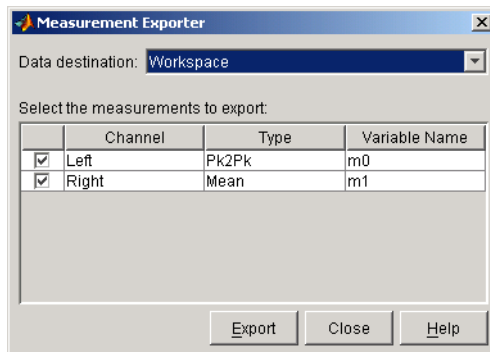 Measurement Exporter
Data destination: Workspace
Select the measurements to export:
Channel Type Variable Name
Left Pk2Pk m0
Right Mean m1
Export Close Help